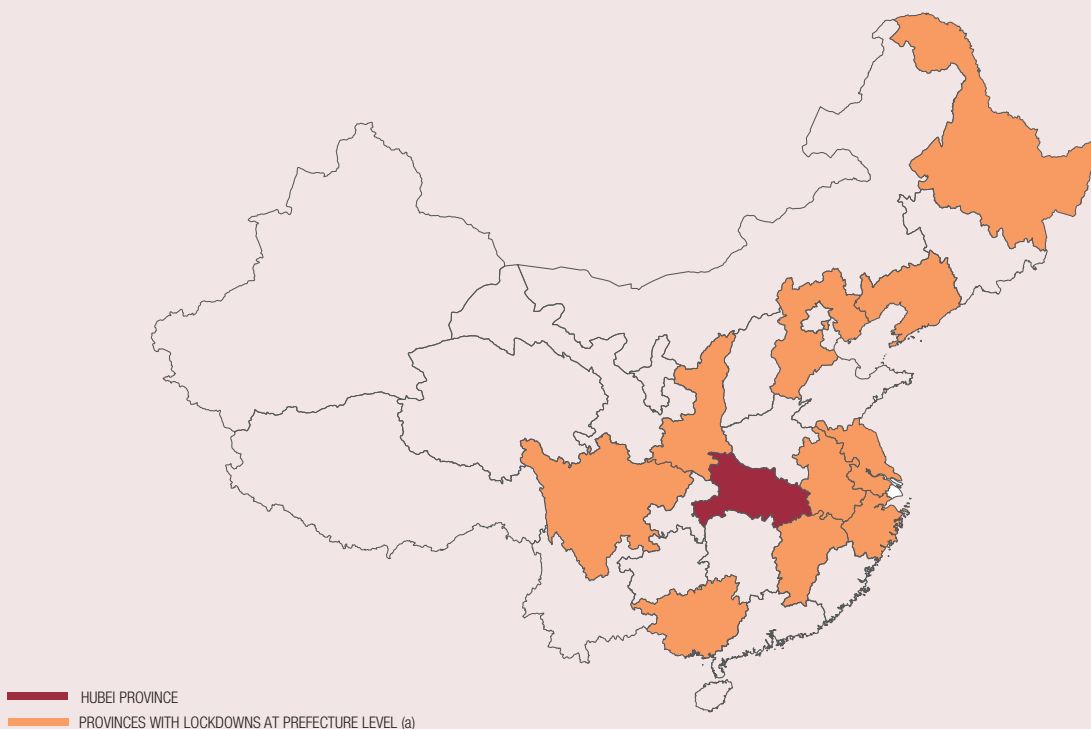 HUBEI PROVINCE
PROVINCES WITH LOCKDOWNS AT PREFECTURE LEVEL (a)